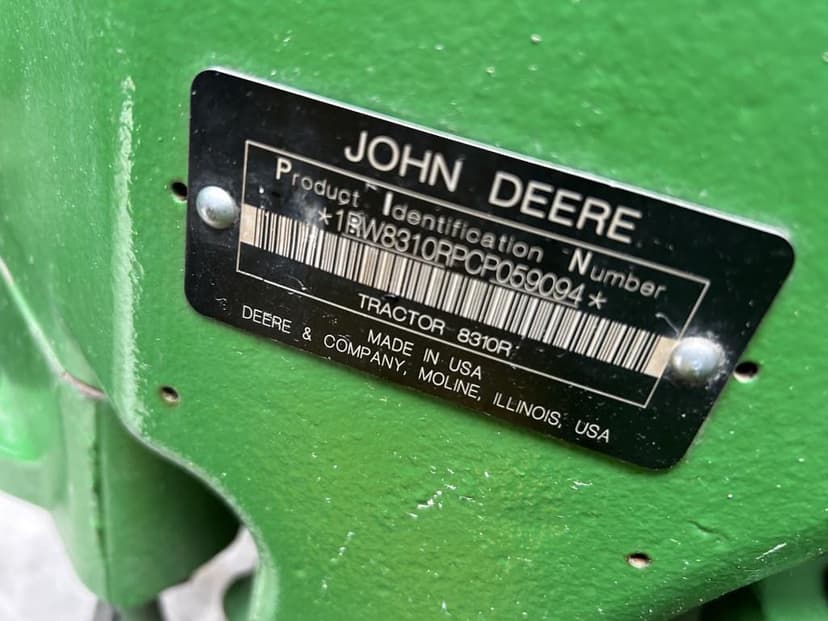 JOHN DEERE
Product Identification Number
*1RW8310RPCP059094*
TRACTOR 8310R
MADE IN USA
DEERE & COMPANY, MOLINE, ILLINOIS, USA